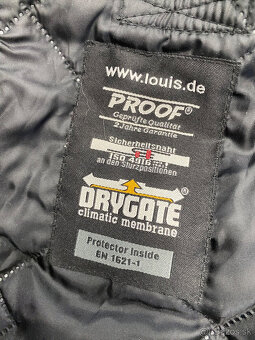 www.louis.de
PROOF®
Geprüfte Qualität
2 Jahre Garantie
Sicherheitsnaht
ISO 4916
an den Sturzpositionen
DRYGATE
climatic membrane
Protector inside
EN 1621-1